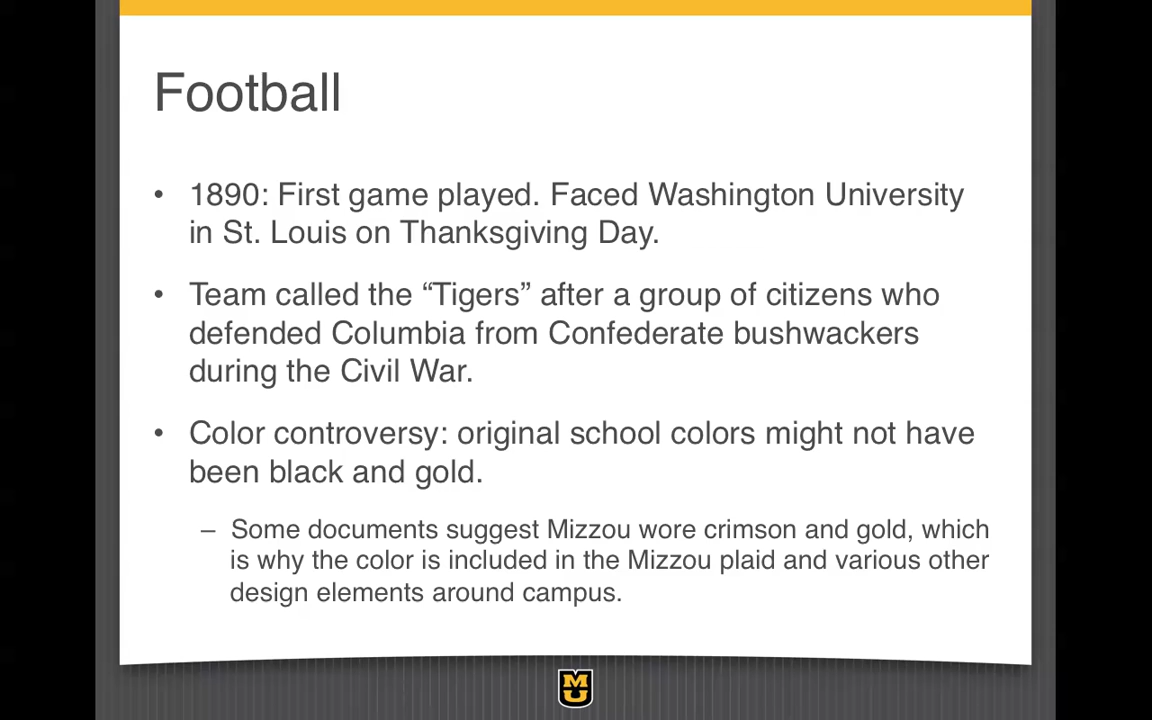 Football
• 1890: First game played. Faced Washington University
in St. Louis on Thanksgiving Day.
• Team called the “Tigers” after a group of citizens who
defended Columbia from Confederate bushwackers
during the Civil War.
• Color controversy: original school colors might not have
been black and gold.
– Some documents suggest Mizzou wore crimson and gold, which
is why the color is included in the Mizzou plaid and various other
design elements around campus.
M
U